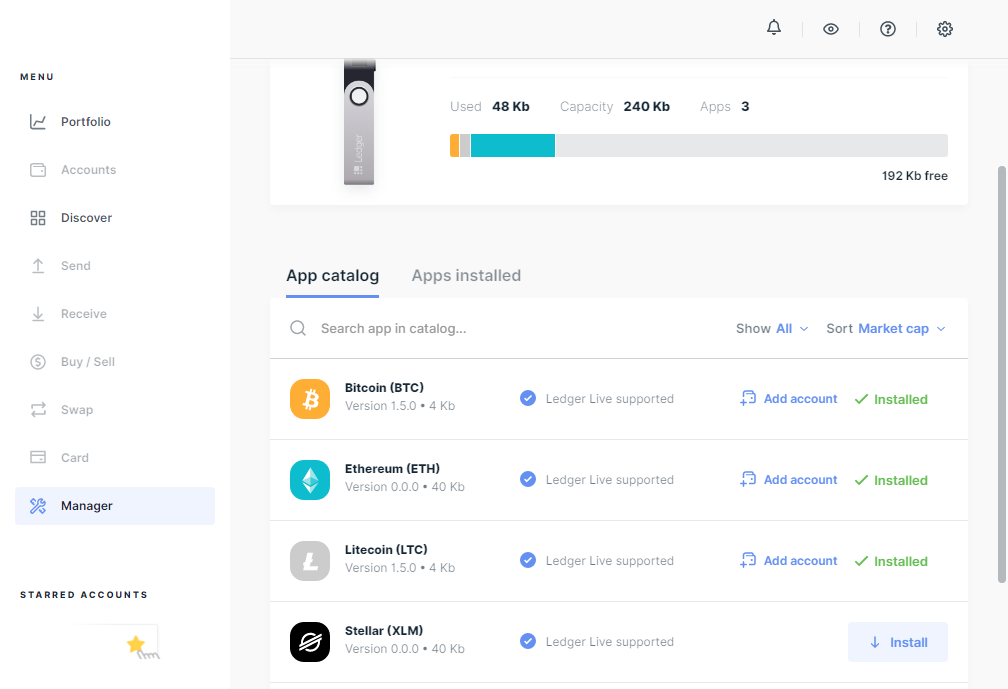 MENU
Portfolio
Accounts
Discover
Send
Receive
Buy / Sell
Swap
Card
Manager
STARRED ACCOUNTS
Ledger
Used 48 Kb Capacity 240 Kb Apps 3
192 Kb free
App catalog Apps installed
Search app in catalog... Show All Sort Market cap
Bitcoin (BTC)
Version 1.5.0 • 4 Kb
Ledger Live supported
Add account
Installed
Ethereum (ETH)
Version 0.0.0 • 40 Kb
Ledger Live supported
Add account
Installed
Litecoin (LTC)
Version 1.5.0 • 4 Kb
Ledger Live supported
Add account
Installed
Stellar (XLM)
Version 0.0.0 • 40 Kb
Ledger Live supported
Install